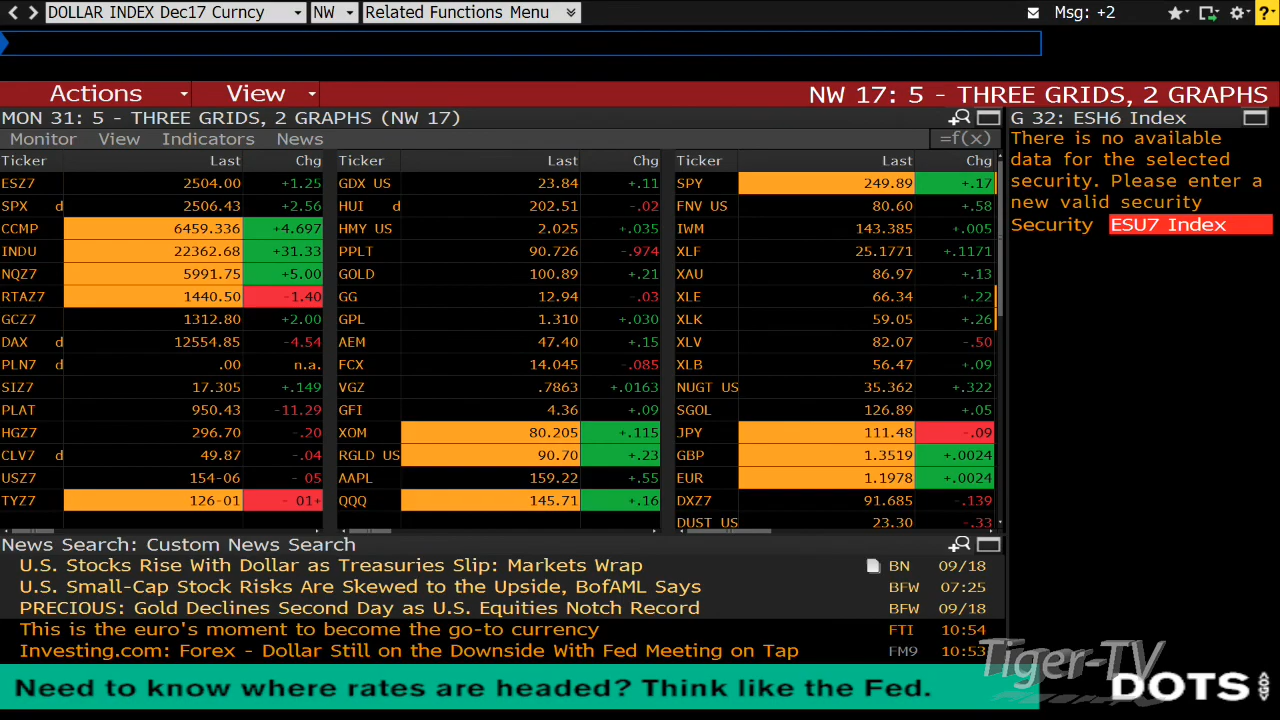 DOLLAR INDEX Dec17 Curncy NW Related Functions Menu Msg: +2 ?
Actions View NW 17: 5 - THREE GRIDS, 2 GRAPHS
MON 31: 5 - THREE GRIDS, 2 GRAPHS (NW 17) G 32: ESH6 Index
Monitor View Indicators News =f(x)
There is no available
data for the selected
security. Please enter a
new valid security
Security ESU7 Index
Ticker Last Chg Ticker Last Chg Ticker Last Chg
ESZ7 2504.00 +1.25 GDX US 23.84 +.11 SPY 249.89 +.17
SPX d 2506.43 +2.56 HUI d 202.51 -.02 FNV US 80.60 +.58
CCMP 6459.336 +4.697 HMY US 2.025 +.035 IWM 143.385 +.005
INDU 22362.68 +31.33 PPLT 90.726 -.974 XLF 25.1771 +.1171
NQZ7 5991.75 +5.00 GOLD 100.89 +.21 XAU 86.97 +.13
RTAZ7 1440.50 -1.40 GG 12.94 -.03 XLE 66.34 +.22
GCZ7 1312.80 +2.00 GPL 1.310 +.030 XLK 59.05 +.26
DAX d 12554.85 -4.54 AEM 47.40 +.15 XLV 82.07 -.50
PLN7 d .00 n.a. FCX 14.045 -.085 XLB 56.47 +.09
SIZ7 17.305 +.149 VGZ .7863 +.0163 NUGT US 35.362 +.322
PLAT 950.43 -11.29 GFI 4.36 +.09 SGOL 126.89 +.05
HGZ7 296.70 -.20 XOM 80.205 +.115 JPY 111.48 -.09
CLV7 d 49.87 -.04 RGLD US 90.70 +.23 GBP 1.3519 +.0024
USZ7 154-06 - 05 AAPL 159.22 +.55 EUR 1.1978 +.0024
TYZ7 126-01 - 01+ QQQ 145.71 +.16 DXZ7 91.685 -.139
DUST US 23.30 -.33
News Search: Custom News Search
U.S. Stocks Rise With Dollar as Treasuries Slip: Markets Wrap BN 09/18
U.S. Small-Cap Stock Risks Are Skewed to the Upside, BofAML Says BFW 07:25
PRECIOUS: Gold Declines Second Day as U.S. Equities Notch Record BFW 09/18
This is the euro's moment to become the go-to currency FTI 10:54
Investing.com: Forex - Dollar Still on the Downside With Fed Meeting on Tap FM9 10:53
Tiger-TV
Need to know where rates are headed? Think like the Fed. DOTS